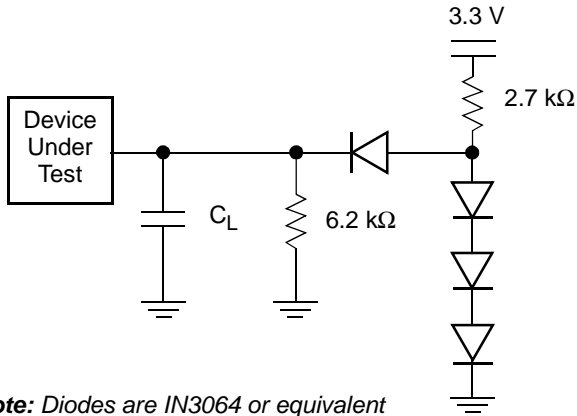 3.3 V
2.7 kΩ
Device
Under
Test
CL
6.2 kΩ
ote: Diodes are IN3064 or equivalent